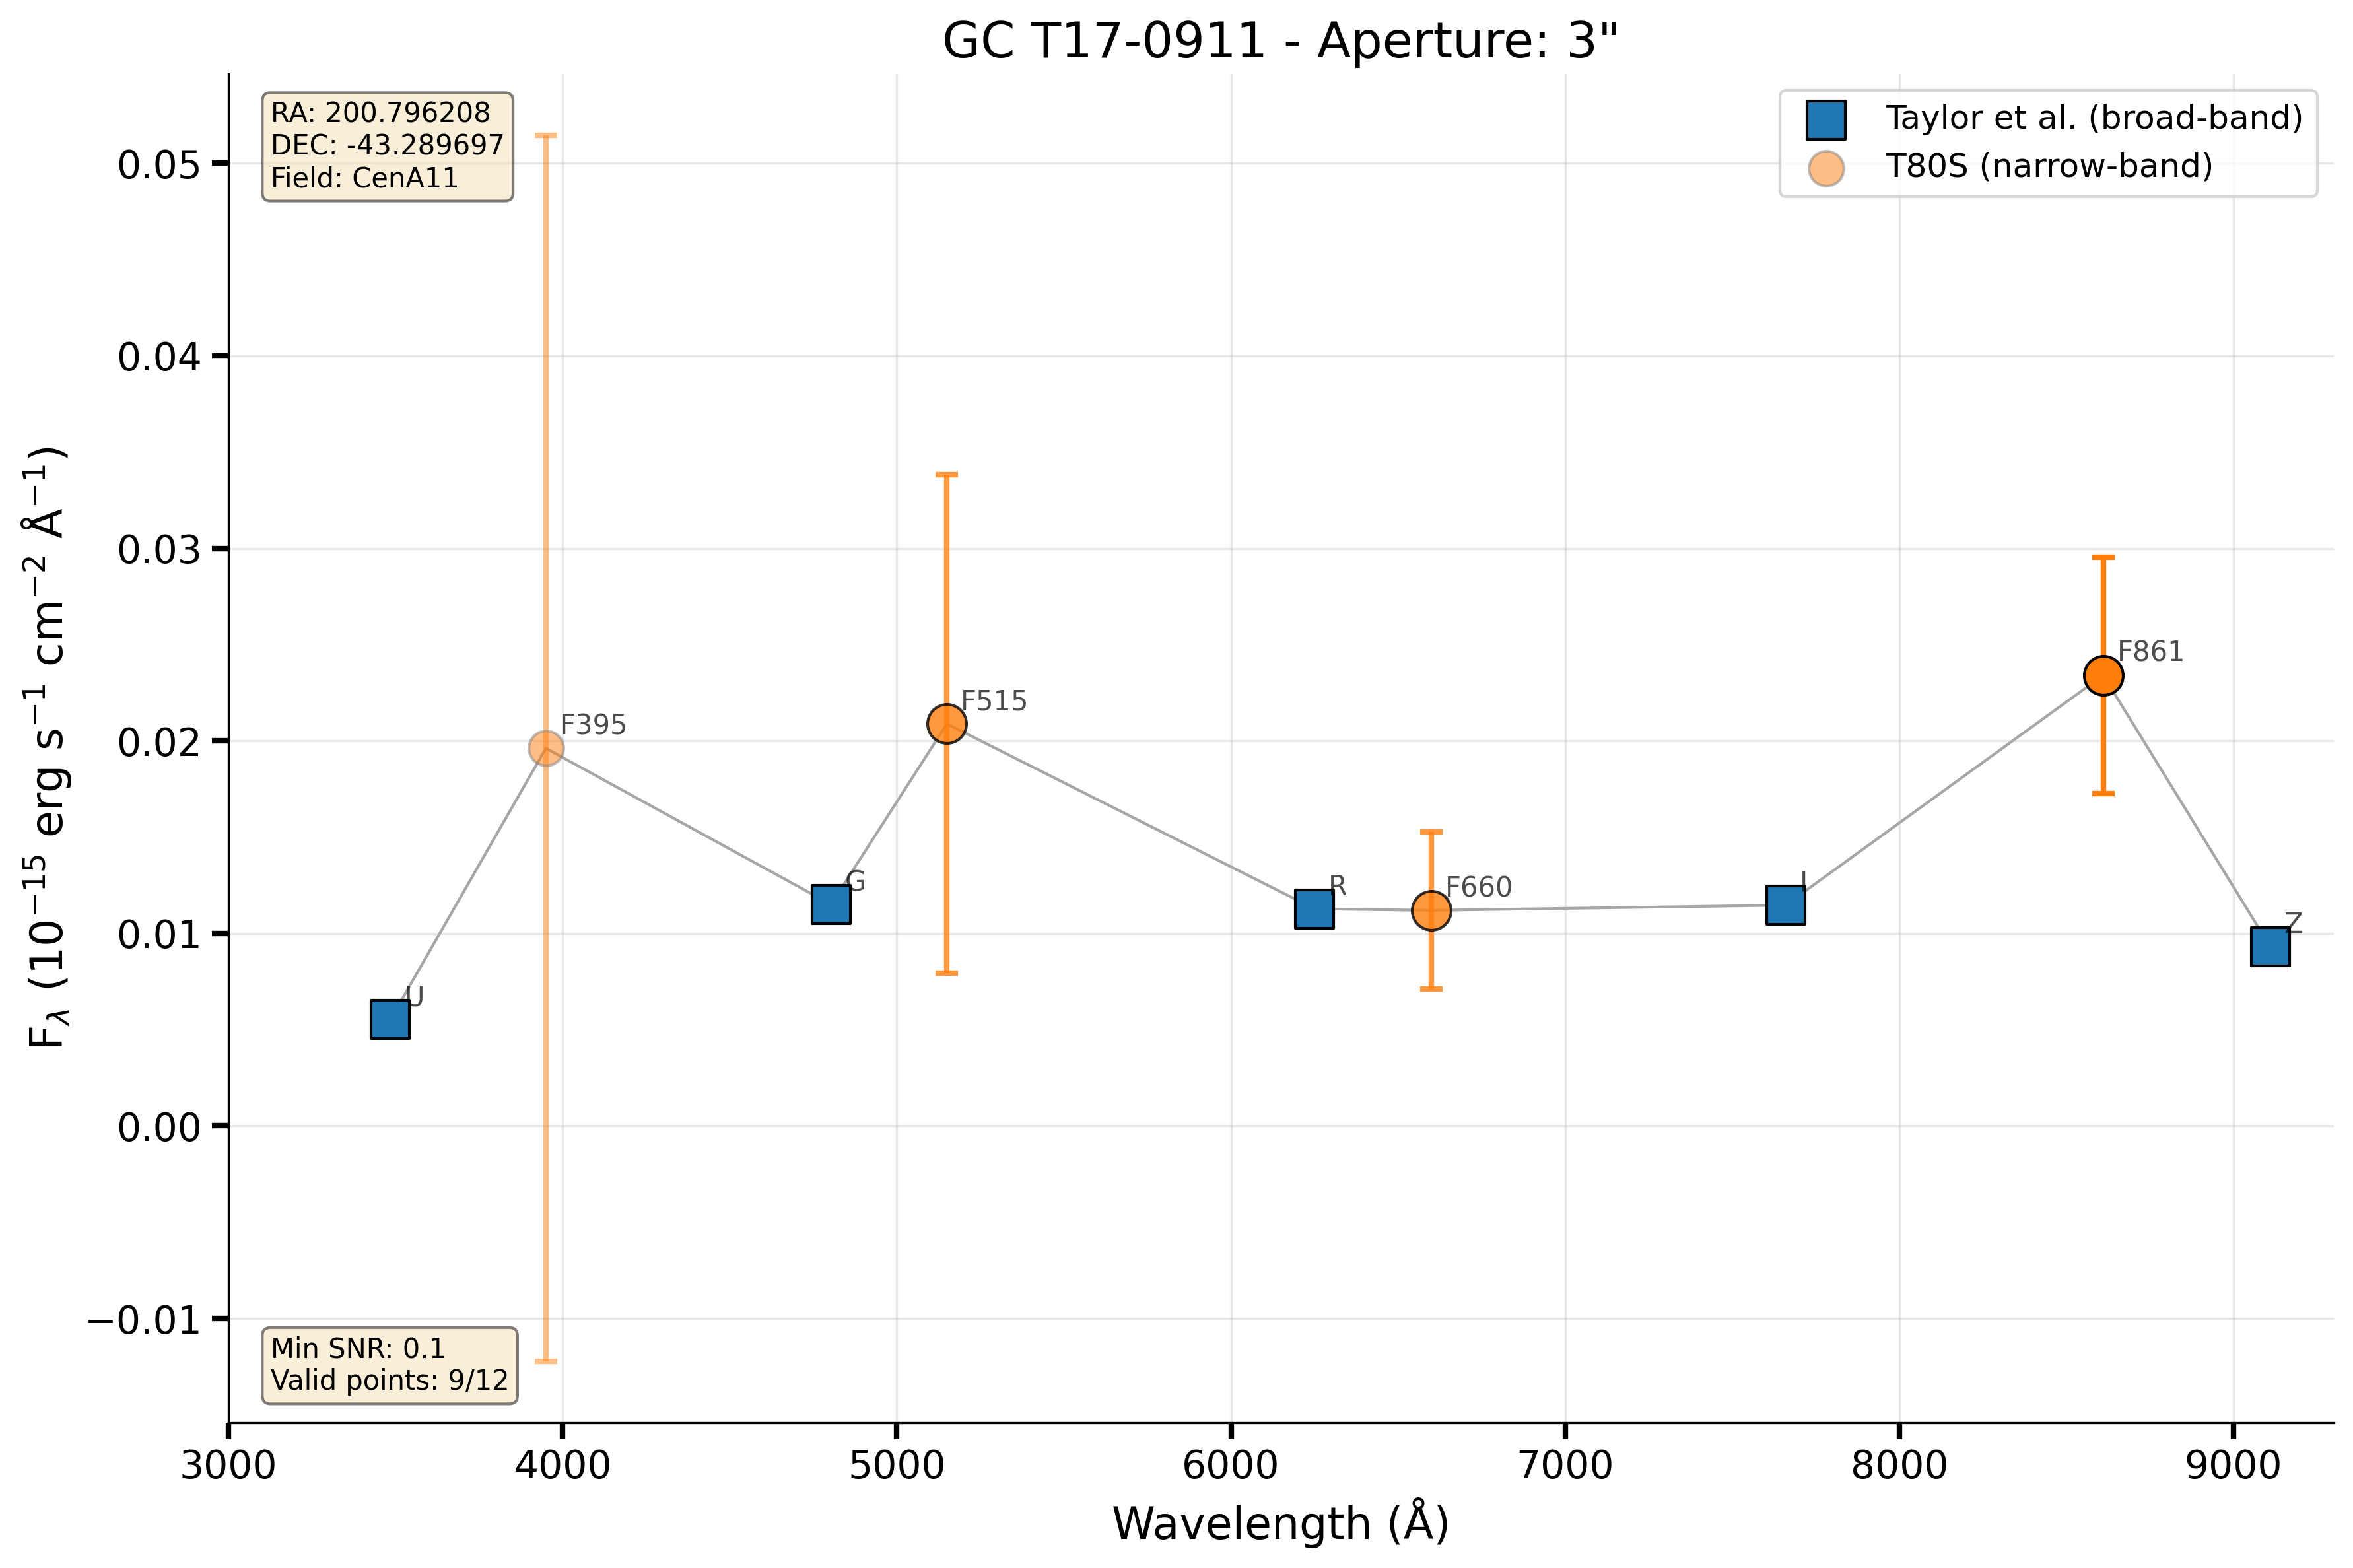 GC T17-0911 - Aperture: 3"
RA: 200.796208
DEC: -43.289697
Field: CenA11
Taylor et al. (broad-band)
T80S (narrow-band)
0.05
0.04
0.03
0.02
0.01
0.00
−0.01
F$_{\lambda}$ (10⁻¹⁵ erg s⁻¹ cm⁻² Å⁻¹)
U
F395
G
F515
R
F660
I
F861
Z
Min SNR: 0.1
Valid points: 9/12
3000 4000 5000 6000 7000 8000 9000
Wavelength (Å)